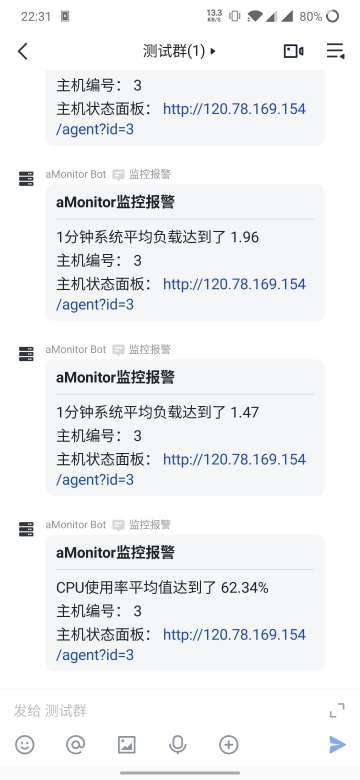 22:31
13.3
KB/S
80%
测试群(1)
主机编号： 3
主机状态面板： http://120.78.169.154
/agent?id=3
aMonitor Bot 监控报警
aMonitor监控报警
1分钟系统平均负载达到了 1.96
主机编号： 3
主机状态面板： http://120.78.169.154
/agent?id=3
aMonitor Bot 监控报警
aMonitor监控报警
1分钟系统平均负载达到了 1.47
主机编号： 3
主机状态面板： http://120.78.169.154
/agent?id=3
aMonitor Bot 监控报警
aMonitor监控报警
CPU使用率平均值达到了 62.34%
主机编号： 3
主机状态面板： http://120.78.169.154
/agent?id=3
发给 测试群